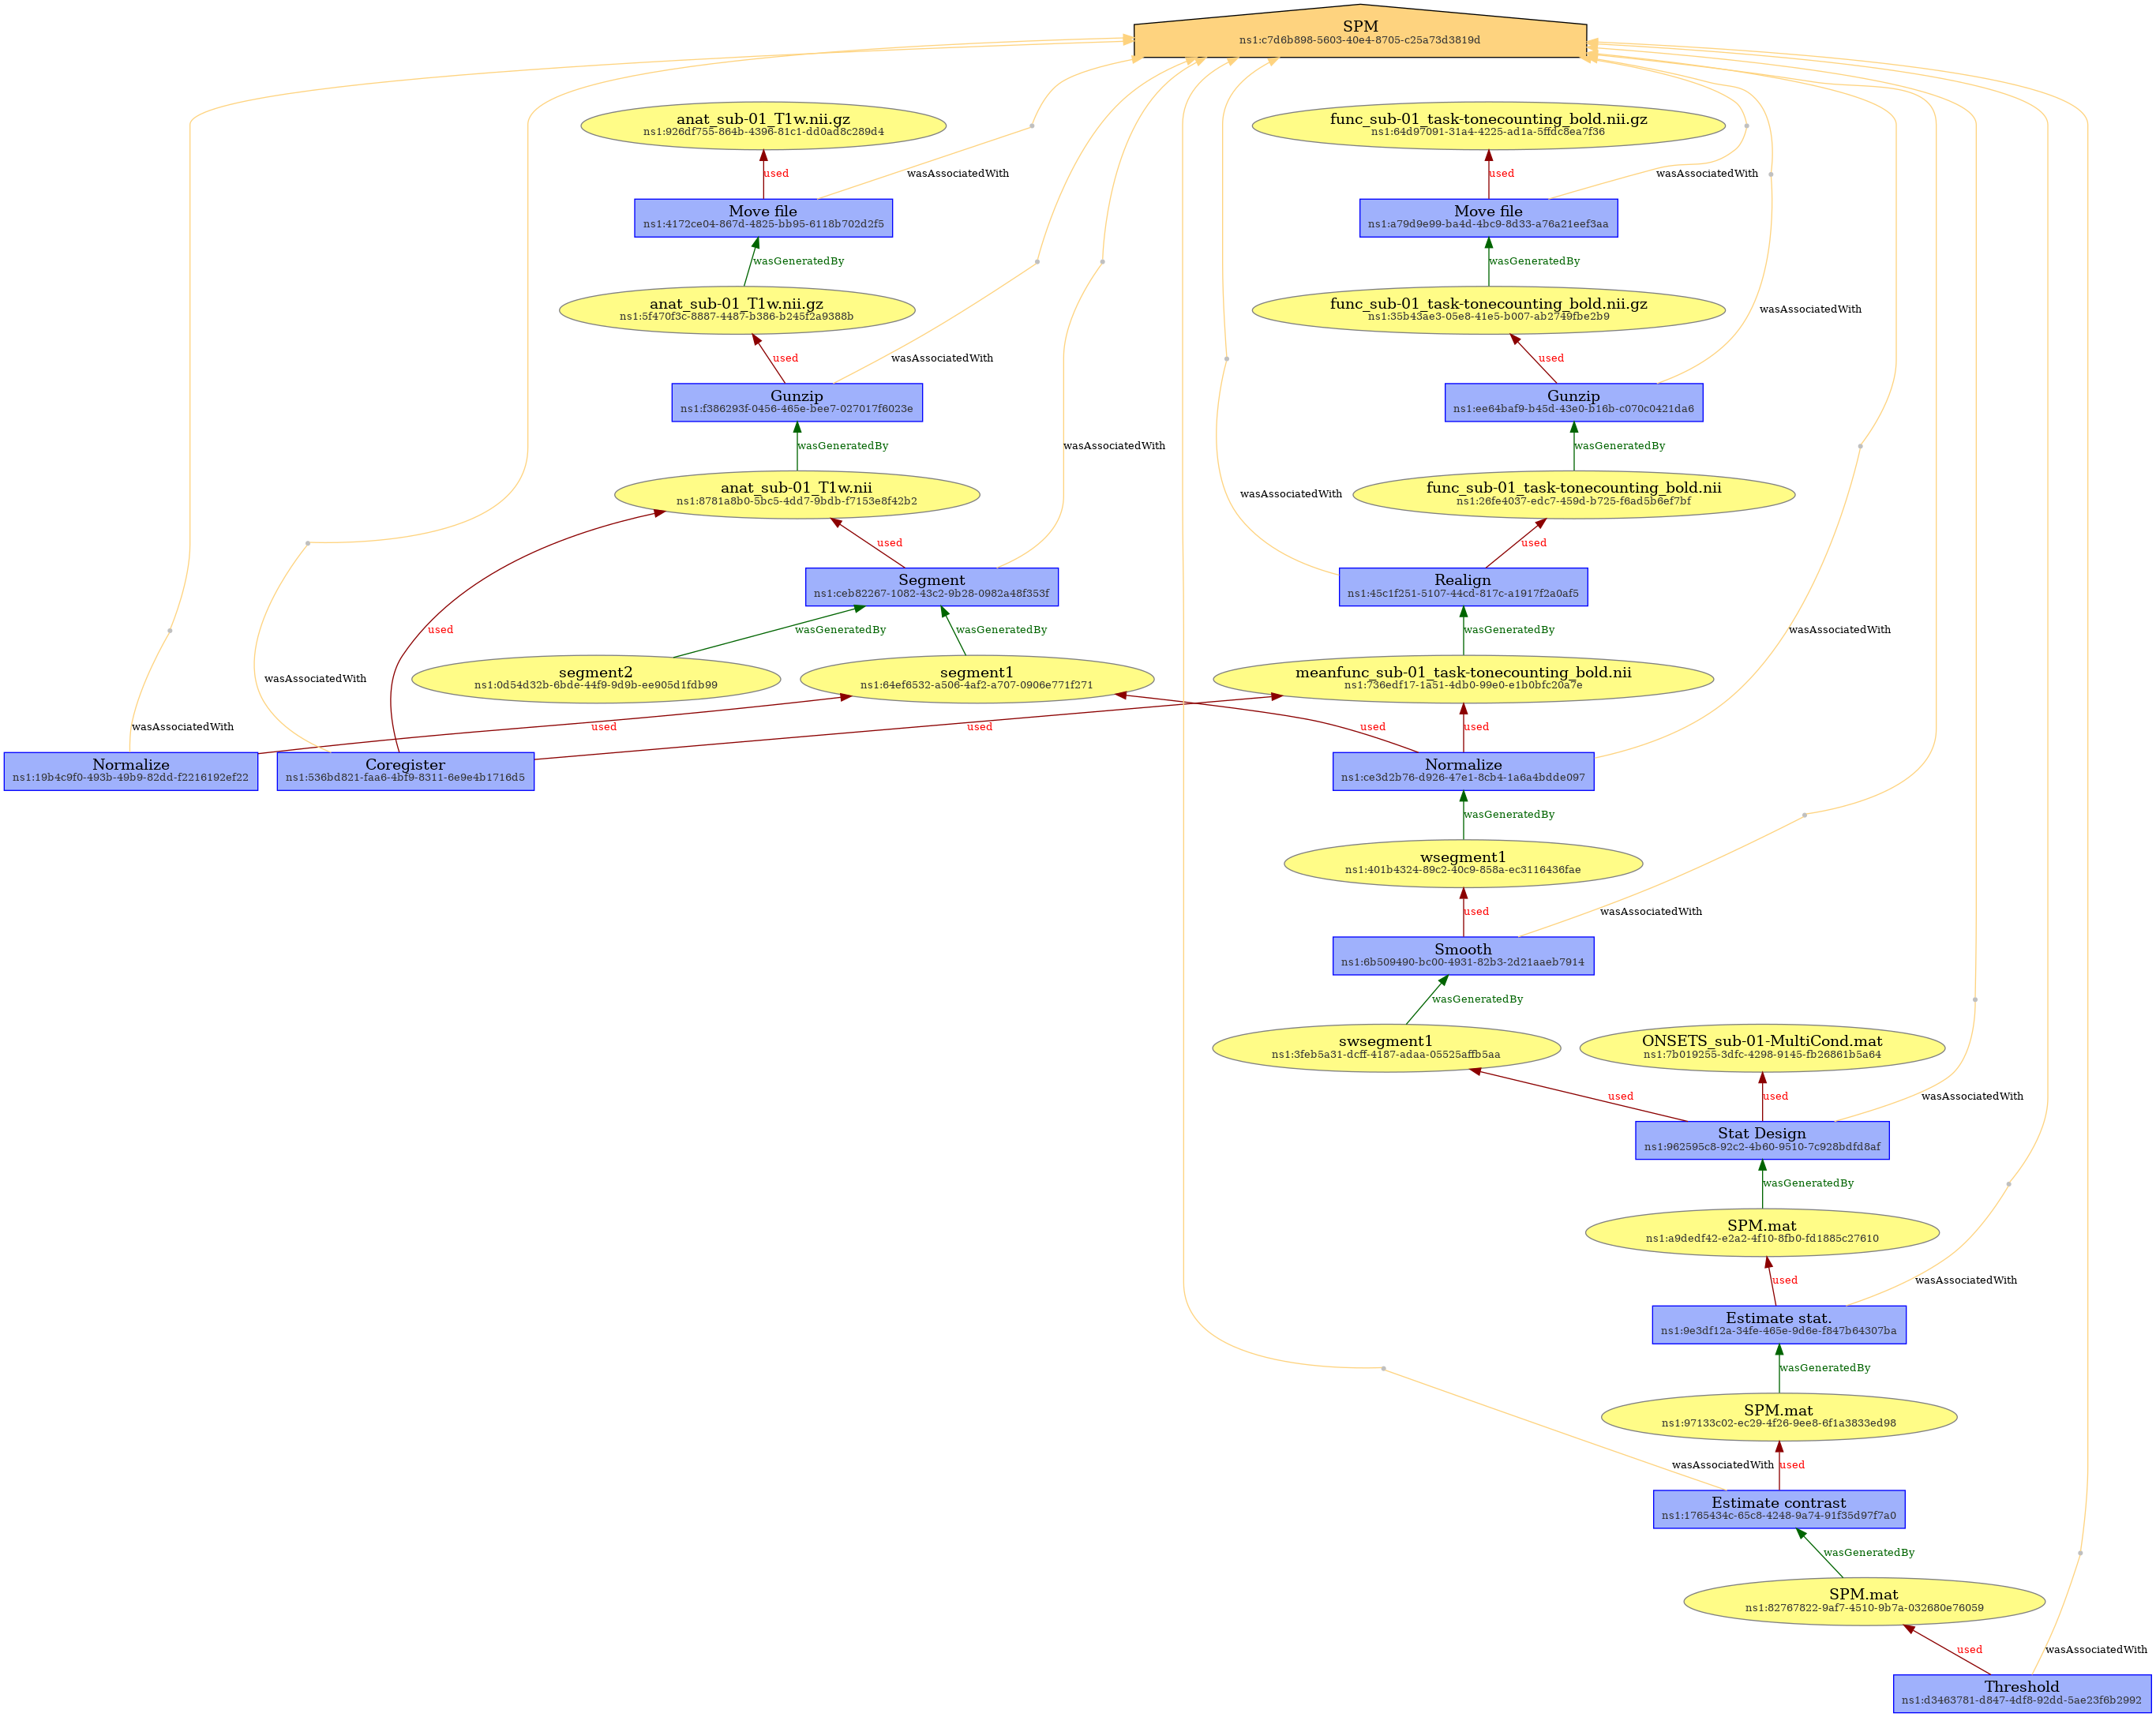 SPM
ns1:c7d6b898-5603-40e4-8705-c25a73d3819d
anat_sub-01_T1w.nii.gz
ns1:926df755-864b-4396-81c1-dd0ad8c289d4
func_sub-01_task-tonecounting_bold.nii.gz
ns1:64d97091-31a4-4225-ad1a-5ffdc8ea7f36
used
wasAssociatedWith
used
wasAssociatedWith
Move file
ns1:4172ce04-867d-4825-bb95-6118b702d2f5
Move file
ns1:a79d9e99-ba4d-4bc9-8d33-a76a21eef3aa
wasGeneratedBy
wasGeneratedBy
anat_sub-01_T1w.nii.gz
ns1:5f470f3c-8887-4487-b386-b245f2a9388b
func_sub-01_task-tonecounting_bold.nii.gz
ns1:35b43ae3-05e8-41e5-b007-ab2749fbe2b9
wasAssociatedWith
used
wasAssociatedWith
used
Gunzip
ns1:f386293f-0456-465e-bee7-027017f6023e
Gunzip
ns1:ee64baf9-b45d-43e0-b16b-c070c0421da6
wasGeneratedBy
wasAssociatedWith
wasGeneratedBy
anat_sub-01_T1w.nii
ns1:8781a8b0-5bc5-4dd7-9bdb-f7153e8f42b2
wasAssociatedWith
func_sub-01_task-tonecounting_bold.nii
ns1:26fe4037-edc7-459d-b725-f6ad5b6ef7bf
used
used
Segment
ns1:ceb82267-1082-43c2-9b28-0982a48f353f
Realign
ns1:45c1f251-5107-44cd-817c-a1917f2a0af5
used
wasGeneratedBy
wasGeneratedBy
wasGeneratedBy
wasAssociatedWith
wasAssociatedWith
segment2
ns1:0d54d32b-6bde-44f9-9d9b-ee905d1fdb99
segment1
ns1:64ef6532-a506-4af2-a707-0906e771f271
meanfunc_sub-01_task-tonecounting_bold.nii
ns1:736edf17-1a51-4db0-99e0-e1b0bfc20a7e
wasAssociatedWith
used
used
used
used
Normalize
ns1:19b4c9f0-493b-49b9-82dd-f2216192ef22
Coregister
ns1:536bd821-faa6-4bf9-8311-6e9e4b1716d5
Normalize
ns1:ce3d2b76-d926-47e1-8cb4-1a6a4bdde097
wasGeneratedBy
wsegment1
ns1:401b4324-89c2-40c9-858a-ec3116436fae
used
wasAssociatedWith
Smooth
ns1:6b509490-bc00-4931-82b3-2d21aaeb7914
wasGeneratedBy
swsegment1
ns1:3feb5a31-dcff-4187-adaa-05525affb5aa
ONSETS_sub-01-MultiCond.mat
ns1:7b019255-3dfc-4298-9145-fb26861b5a64
used
used
wasAssociatedWith
Stat Design
ns1:962595c8-92c2-4b60-9510-7c928bdfd8af
wasGeneratedBy
SPM.mat
ns1:a9dedf42-e2a2-4f10-8fb0-fd1885c27610
used
wasAssociatedWith
Estimate stat.
ns1:9e3df12a-34fe-465e-9d6e-f847b64307ba
wasGeneratedBy
SPM.mat
ns1:97133c02-ec29-4f26-9ee8-6f1a3833ed98
wasAssociatedWith
used
Estimate contrast
ns1:1765434c-65c8-4248-9a74-91f35d97f7a0
wasGeneratedBy
SPM.mat
ns1:82767822-9af7-4510-9b7a-032680e76059
used
wasAssociatedWith
Threshold
ns1:d3463781-d847-4df8-92dd-5ae23f6b2992